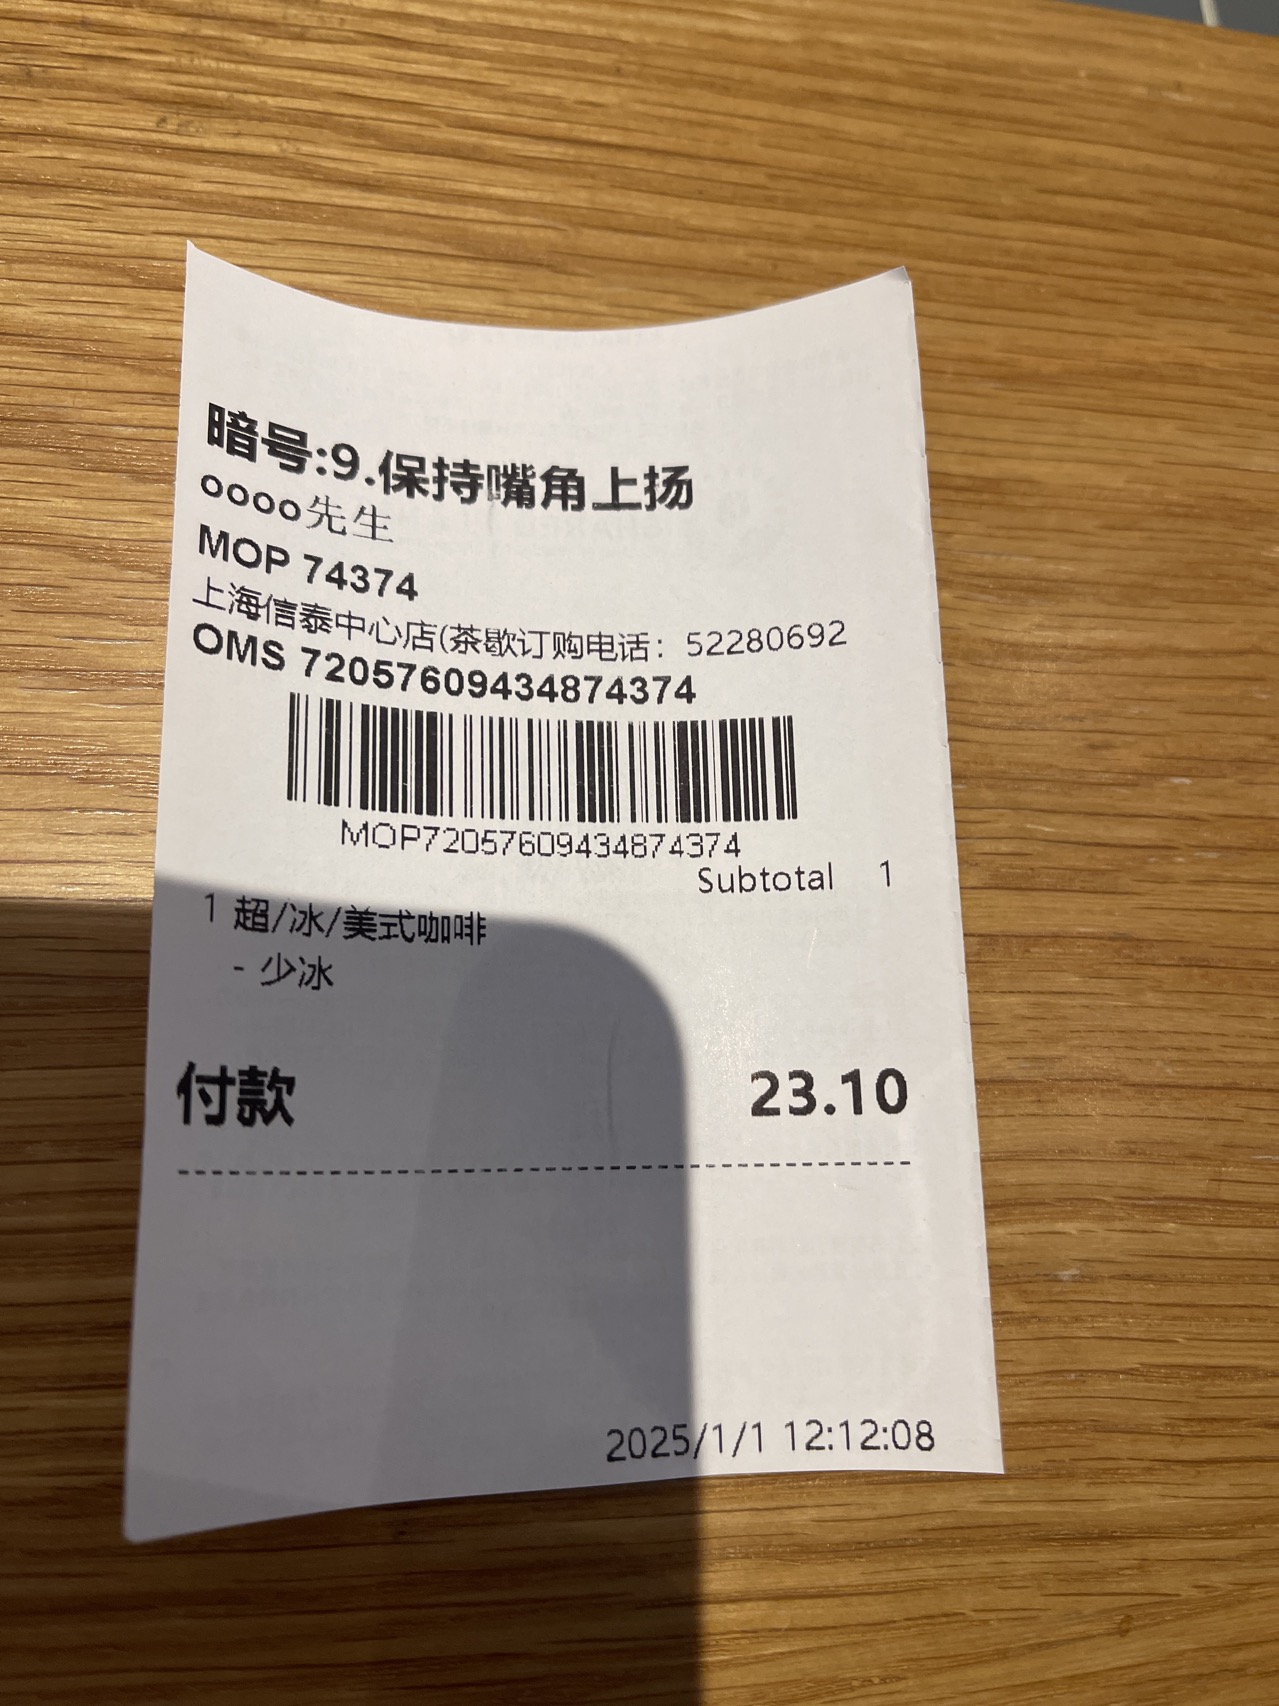 暗号:9.保持嘴角上扬
oooo先生
MOP 74374
上海信泰中心店(茶歇订购电话：52280692
OMS 72057609434874374
MOP72057609434874374
Subtotal 1
1 超/冰/美式咖啡
- 少冰
付款 23.10
2025/1/1 12:12:08